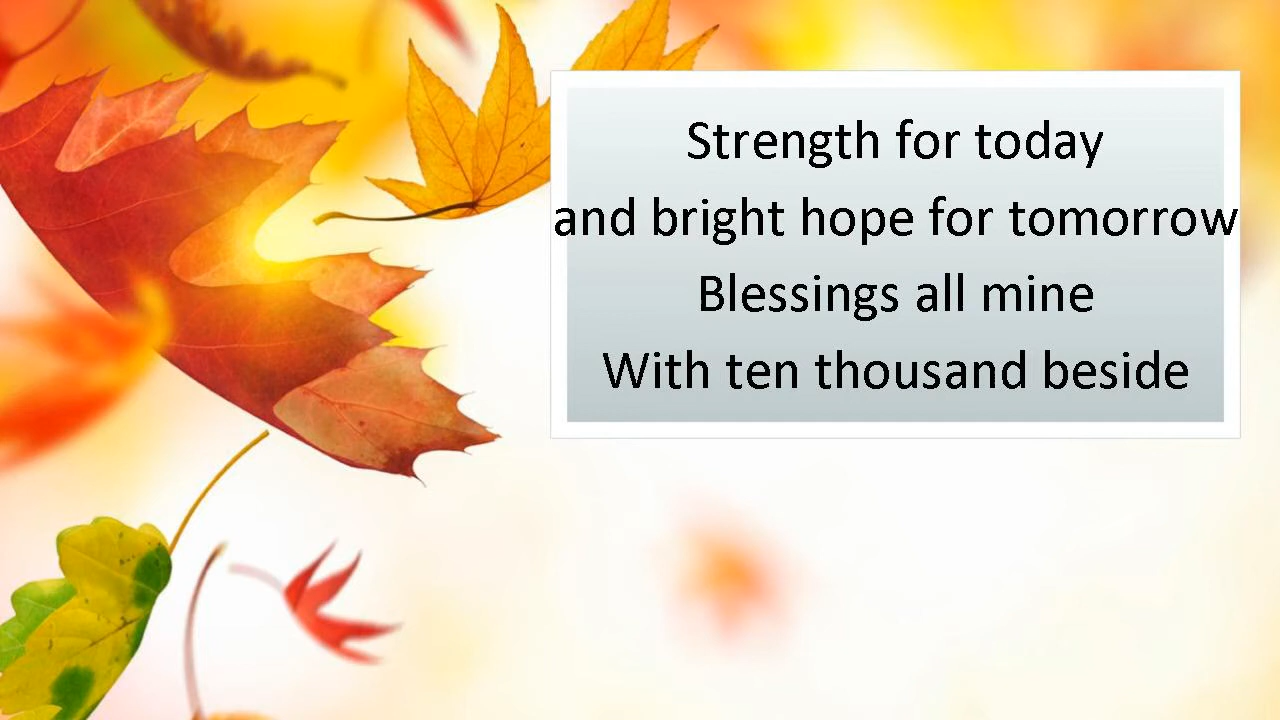 Strength for today
and bright hope for tomorrow
Blessings all mine
With ten thousand beside